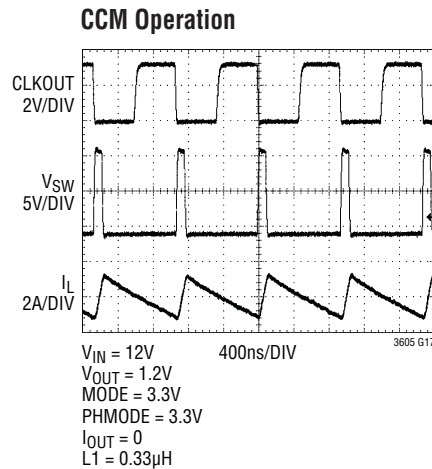 CCM Operation
CLKOUT
2V/DIV
VSW
5V/DIV
IL
2A/DIV
3605 G17
VIN = 12V
400ns/DIV
VOUT = 1.2V
MODE = 3.3V
PHMODE = 3.3V
IOUT = 0
L1 = 0.33µH